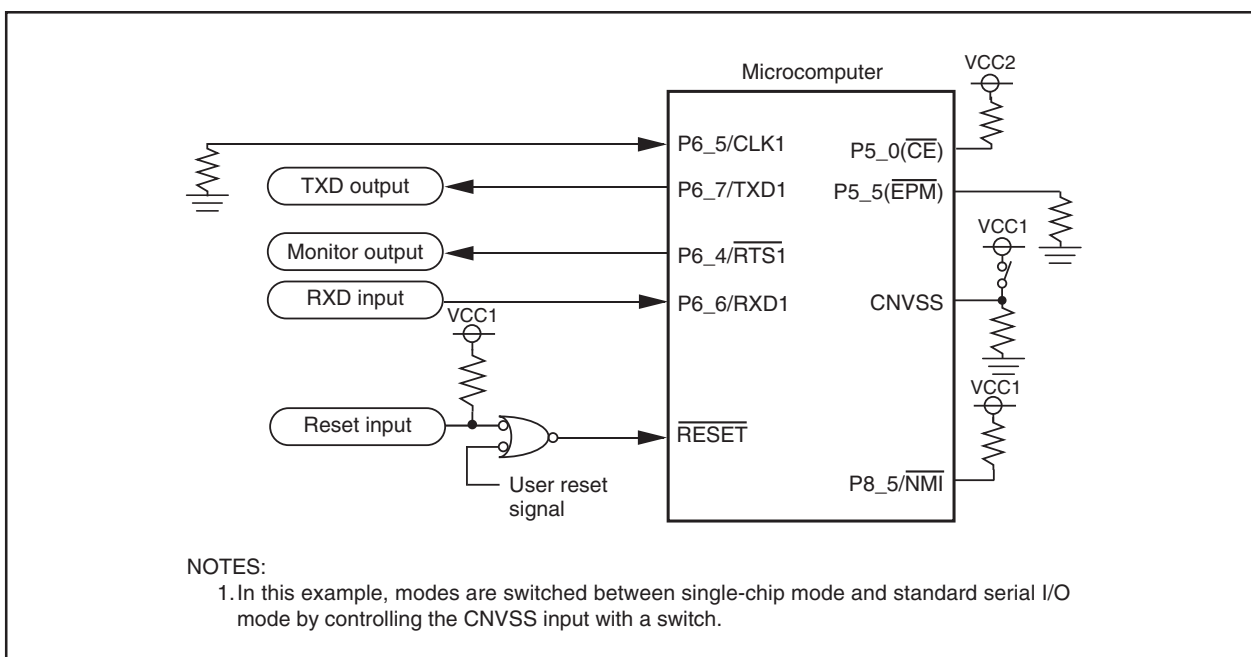 Microcomputer
VCC2
P6_5/CLK1
P5_0(CE)
TXD output
P6_7/TXD1
P5_5(EPM)
VCC1
Monitor output
P6_4/RTS1
RXD input
P6_6/RXD1
CNVSS
VCC1
VCC1
Reset input
RESET
User reset
signal
P8_5/NMI
NOTES:
1. In this example, modes are switched between single-chip mode and standard serial I/O
mode by controlling the CNVSS input with a switch.